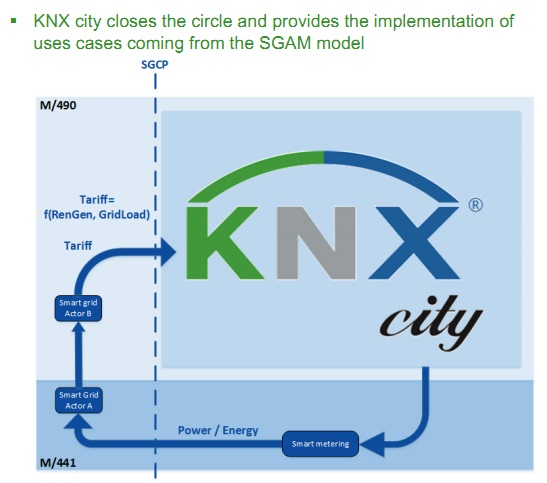 ▪ KNX city closes the circle and provides the implementation of
uses cases coming from the SGAM model
SGCP
M/490
Tariff=
f(RenGen, GridLoad)
Tariff
KNX®
city
Smart grid
Actor B
Smart Grid
Actor A
Power / Energy
Smart metering
M/441